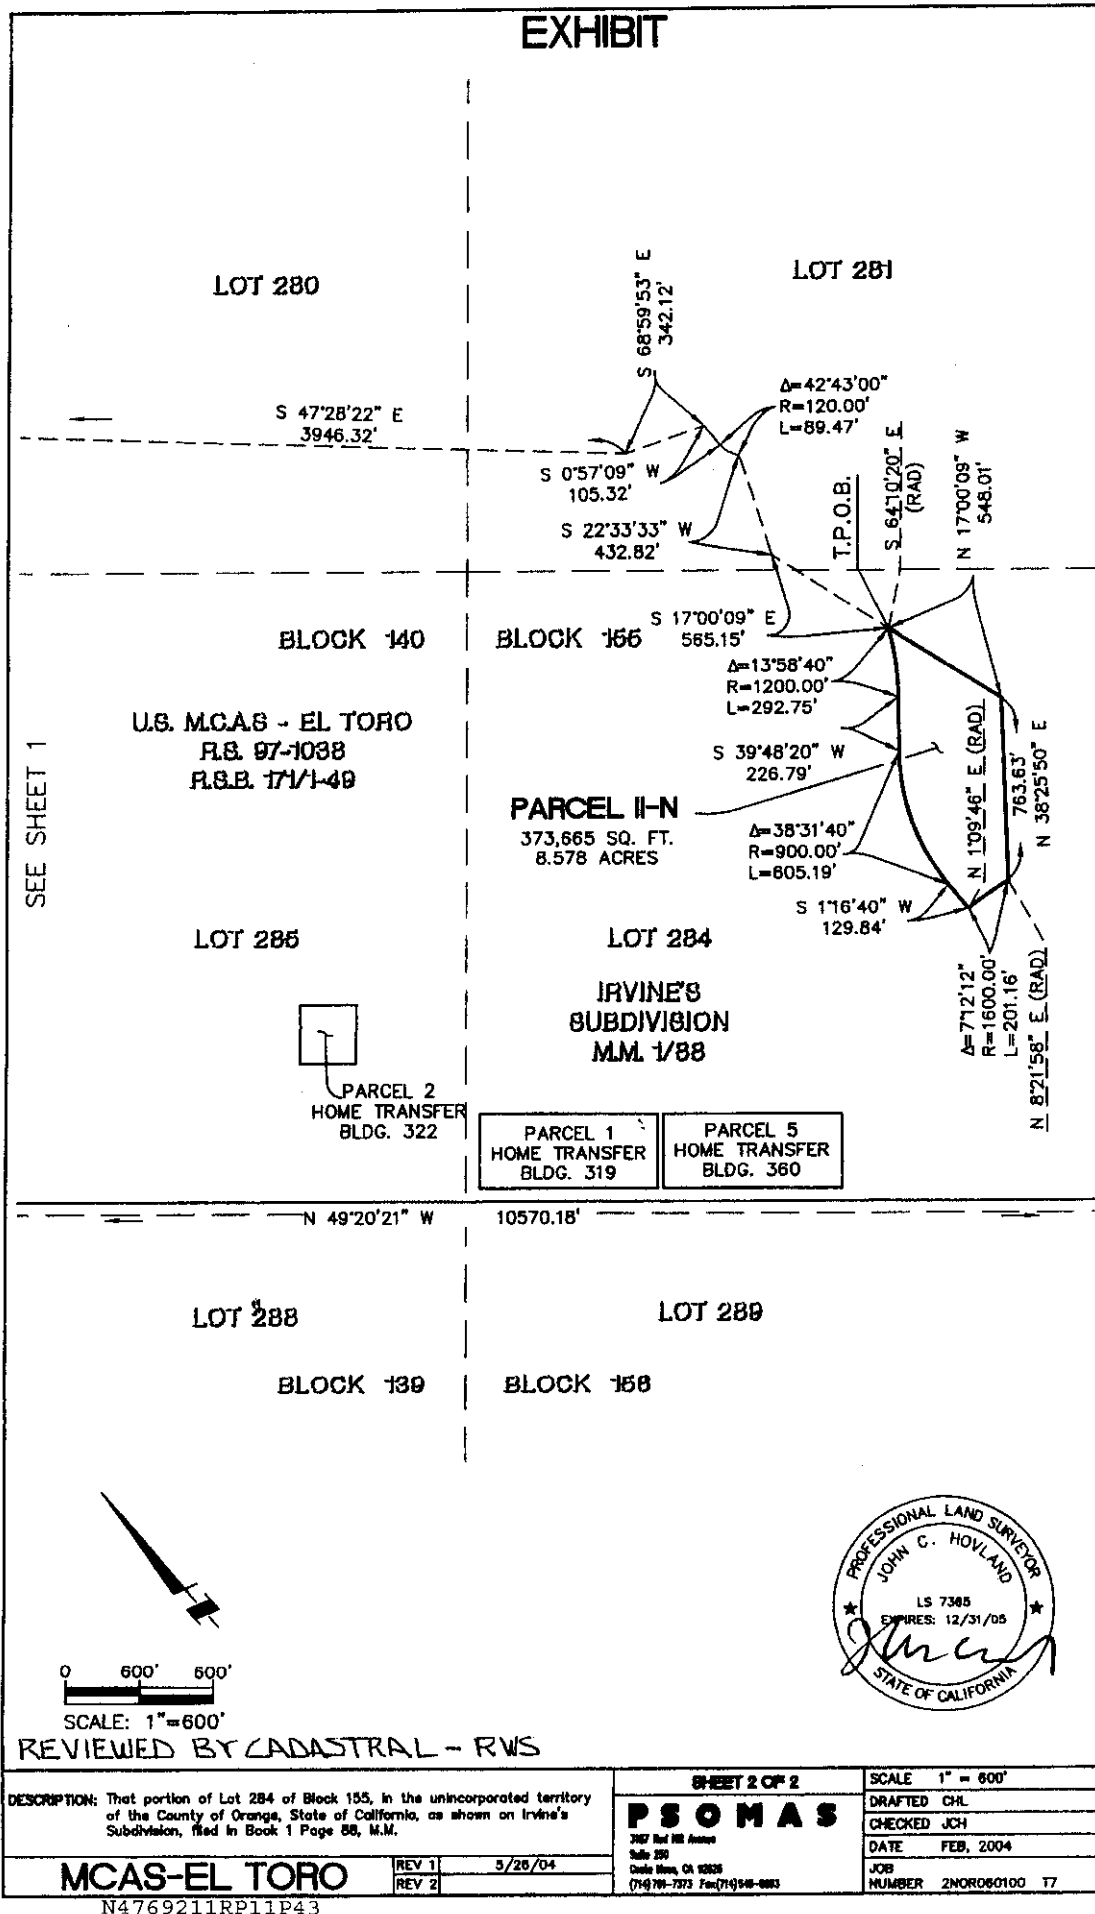 EXHIBIT
LOT 280
LOT 281
S 68°59'53" E
342.12'
Δ=42°43'00"
R=120.00'
L=89.47'
S 47°28'22" E
3946.32'
S 0°57'09" W
105.32'
S 22°33'33" W
432.82'
T.P.O.B.
S 64°10'20" E
(RAD)
N 17°00'09" W
548.01'
BLOCK 140
BLOCK 155
S 17°00'09" E
565.15'
Δ=13°58'40"
R=1200.00'
L=292.75'
U.S. M.C.A.S - EL TORO
R.S. 97-1038
R.S.B. 171/1-49
S 39°48'20" W
226.79'
SEE SHEET 1
PARCEL II-N
373,665 SQ. FT.
8.578 ACRES
Δ=38°31'40"
R=900.00'
L=605.19'
N 1°09'46" E (RAD)
763.63'
N 38°25'50" E
S 1°16'40" W
129.84'
LOT 285
LOT 284
IRVINE'S
SUBDIVISION
M.M. 1/88
Δ=7°12'12"
R=1600.00'
L=201.16'
N 8°21'58" E (RAD)
PARCEL 2
HOME TRANSFER
BLDG. 322
PARCEL 1
HOME TRANSFER
BLDG. 319
PARCEL 5
HOME TRANSFER
BLDG. 360
N 49°20'21" W 10570.18'
LOT 288
LOT 289
BLOCK 139
BLOCK 156
PROFESSIONAL LAND SURVEYOR
JOHN C. HOVLAND
LS 7365
EXPIRES: 12/31/05
STATE OF CALIFORNIA
0 600' 600'
SCALE: 1"=600'
REVIEWED BY CADASTRAL - RWS
DESCRIPTION: That portion of Lot 284 of Block 155, in the unincorporated territory
of the County of Orange, State of California, as shown on Irvine's
Subdivision, filed in Book 1 Page 88, M.M.
SHEET 2 OF 2
PSOMAS
3187 Red Hill Avenue
Suite 250
Costa Mesa, CA 92626
SCALE 1" = 600'
DRAFTED CHL
CHECKED JCH
DATE FEB, 2004
JOB
NUMBER 2NOR060100 T7
MCAS-EL TORO
REV 1 5/26/04
REV 2
N4769211RP11P43